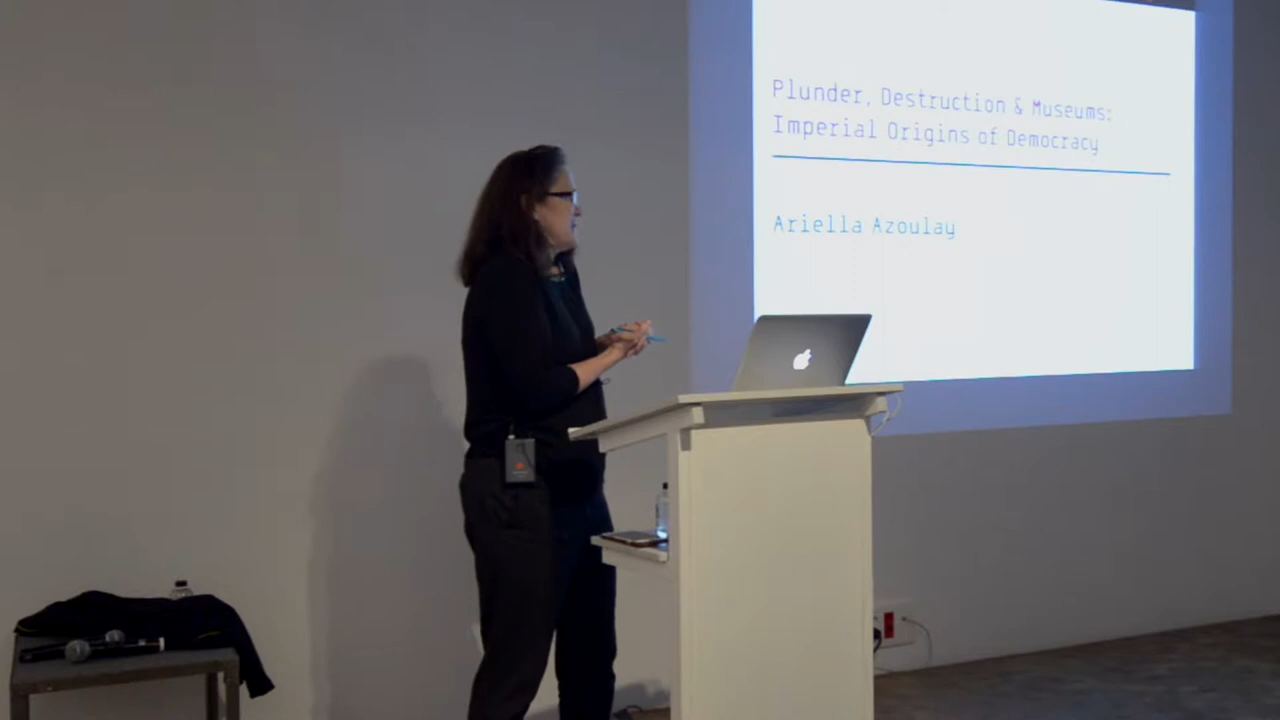 Plunder, Destruction & Museums:
Imperial Origins of Democracy
Ariella Azoulay